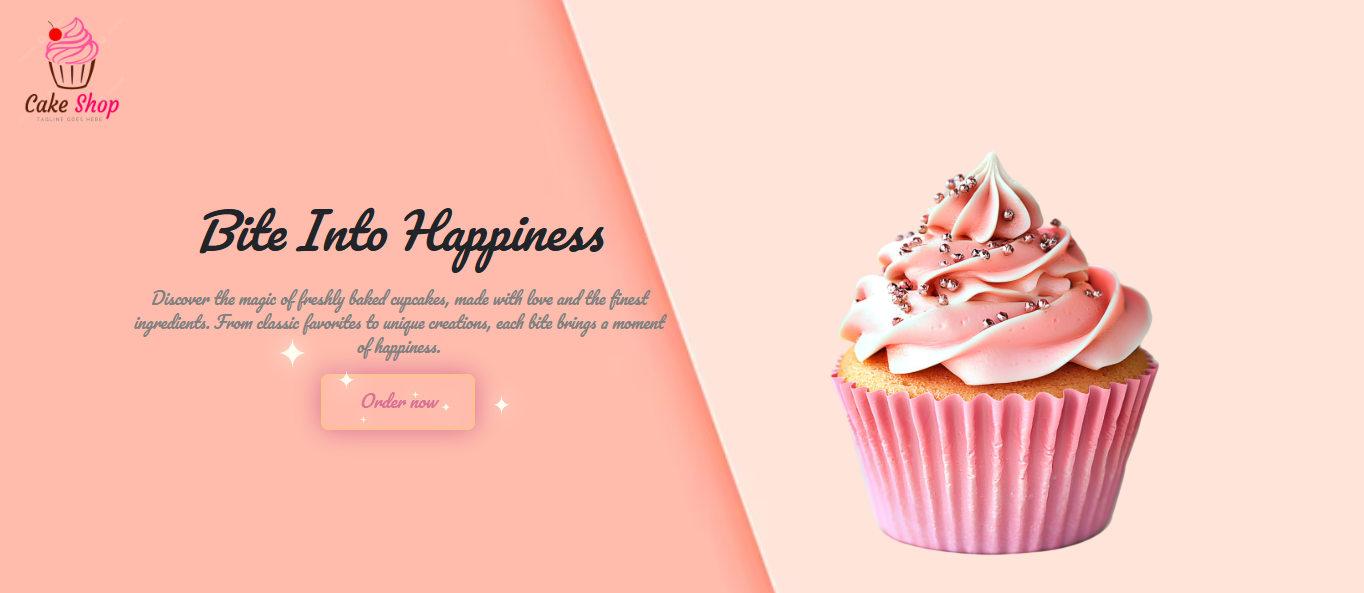 Cake Shop
TAGLINE GOES HERE
Bite Into Happiness
Discover the magic of freshly baked cupcakes, made with love and the finest
ingredients. From classic favorites to unique creations, each bite brings a moment
of happiness.
Order now